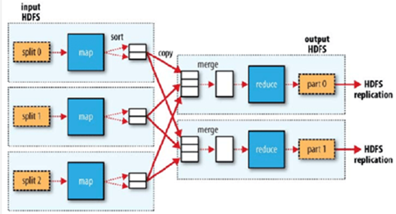 input
HDFS
output
HDFS
sort
copy
merge
split 0
map
reduce
part 0
HDFS
replication
split 1
map
merge
reduce
part 1
HDFS
replication
split 2
map